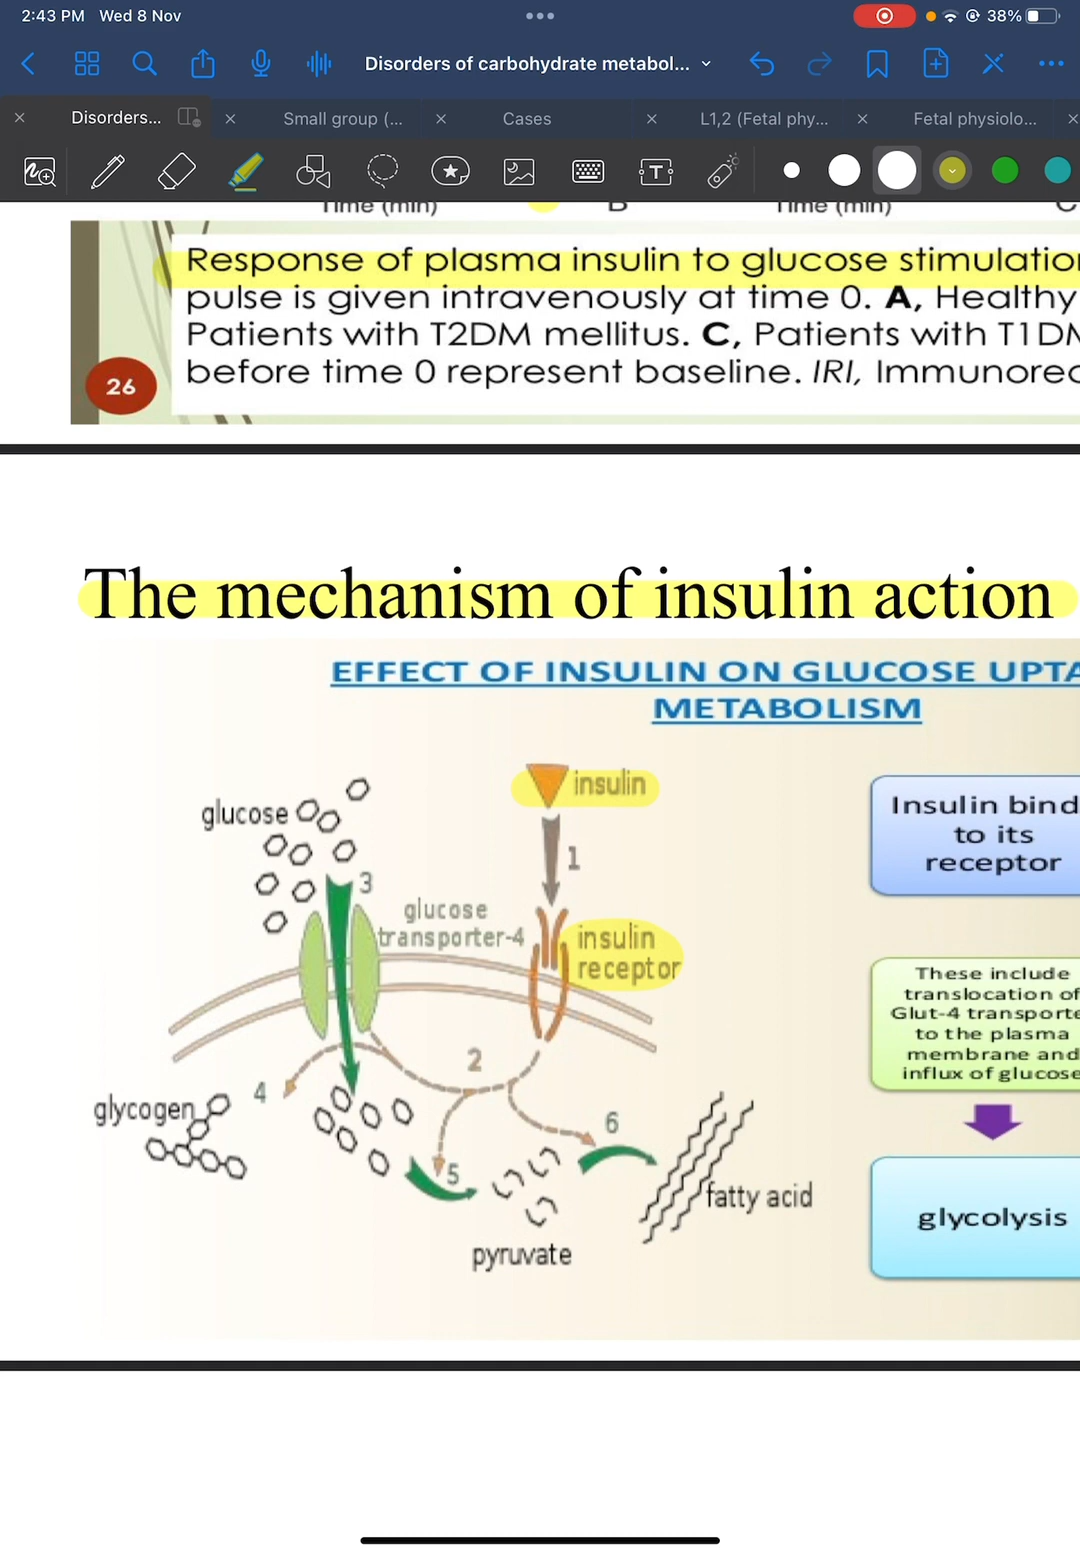 2:43 PM Wed 8 Nov
38%
Disorders of carbohydrate metabol...
Disorders...
Small group (...
Cases
L1,2 (Fetal phy...
Fetal physiolo...
Time (min)
B
Time (min)
Response of plasma insulin to glucose
pulse is given intravenously at time 0. A, Healthy
Patients with T2DM mellitus. C, Patients with
before time 0 represent baseline. IRI,
26
The mechanism of insulin action
EFFECT OF INSULIN ON GLUCOSE
METABOLISM
insulin
glucose
1
3
glucose
transporter-4
insulin
receptor
2
4
glycogen
5
6
fatty acid
pyruvate
Insulin bind
to its
receptor
These include
translocation of
Glut-4
to the plasma
membrane and
influx of glucose
glycolysis